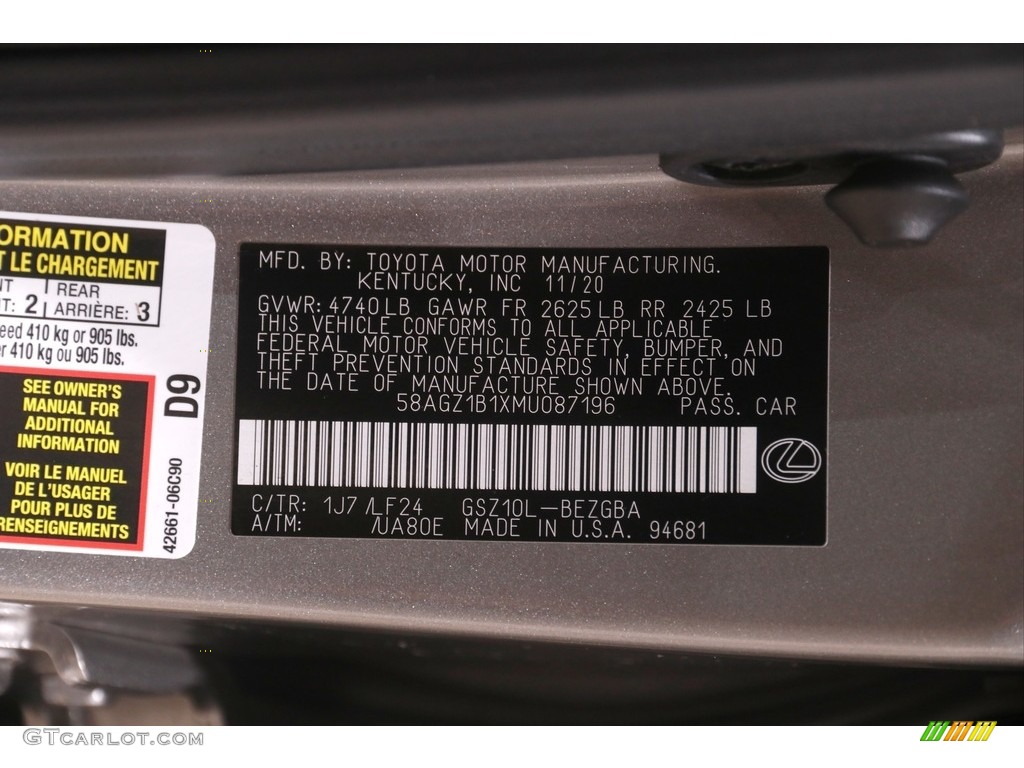 ORMATION
T LE CHARGEMENT
NT
REAR
IT: 2
ARRIÈRE: 3
eed 410 kg or 905 lbs.
er 410 kg ou 905 lbs.
SEE OWNER'S
MANUAL FOR
ADDITIONAL
INFORMATION
VOIR LE MANUEL
DE L'USAGER
POUR PLUS DE
RENSEIGNEMENTS
D9
42661-06C90
MFD. BY: TOYOTA MOTOR MANUFACTURING.
KENTUCKY, INC 11/20
GVWR: 4740LB GAWR FR 2625LB RR 2425 LB
THIS VEHICLE CONFORMS TO ALL APPLICABLE
FEDERAL MOTOR VEHICLE SAFETY, BUMPER, AND
THEFT PREVENTION STANDARDS IN EFFECT ON
THE DATE OF MANUFACTURE SHOWN ABOVE.
58AGZ1B1XMU087196 PASS. CAR
C/TR: 1J7 /LF24 GSZ10L-BEZGBA
A/TM: /UA80E MADE IN U.S.A. 94681
GTCarlot.com